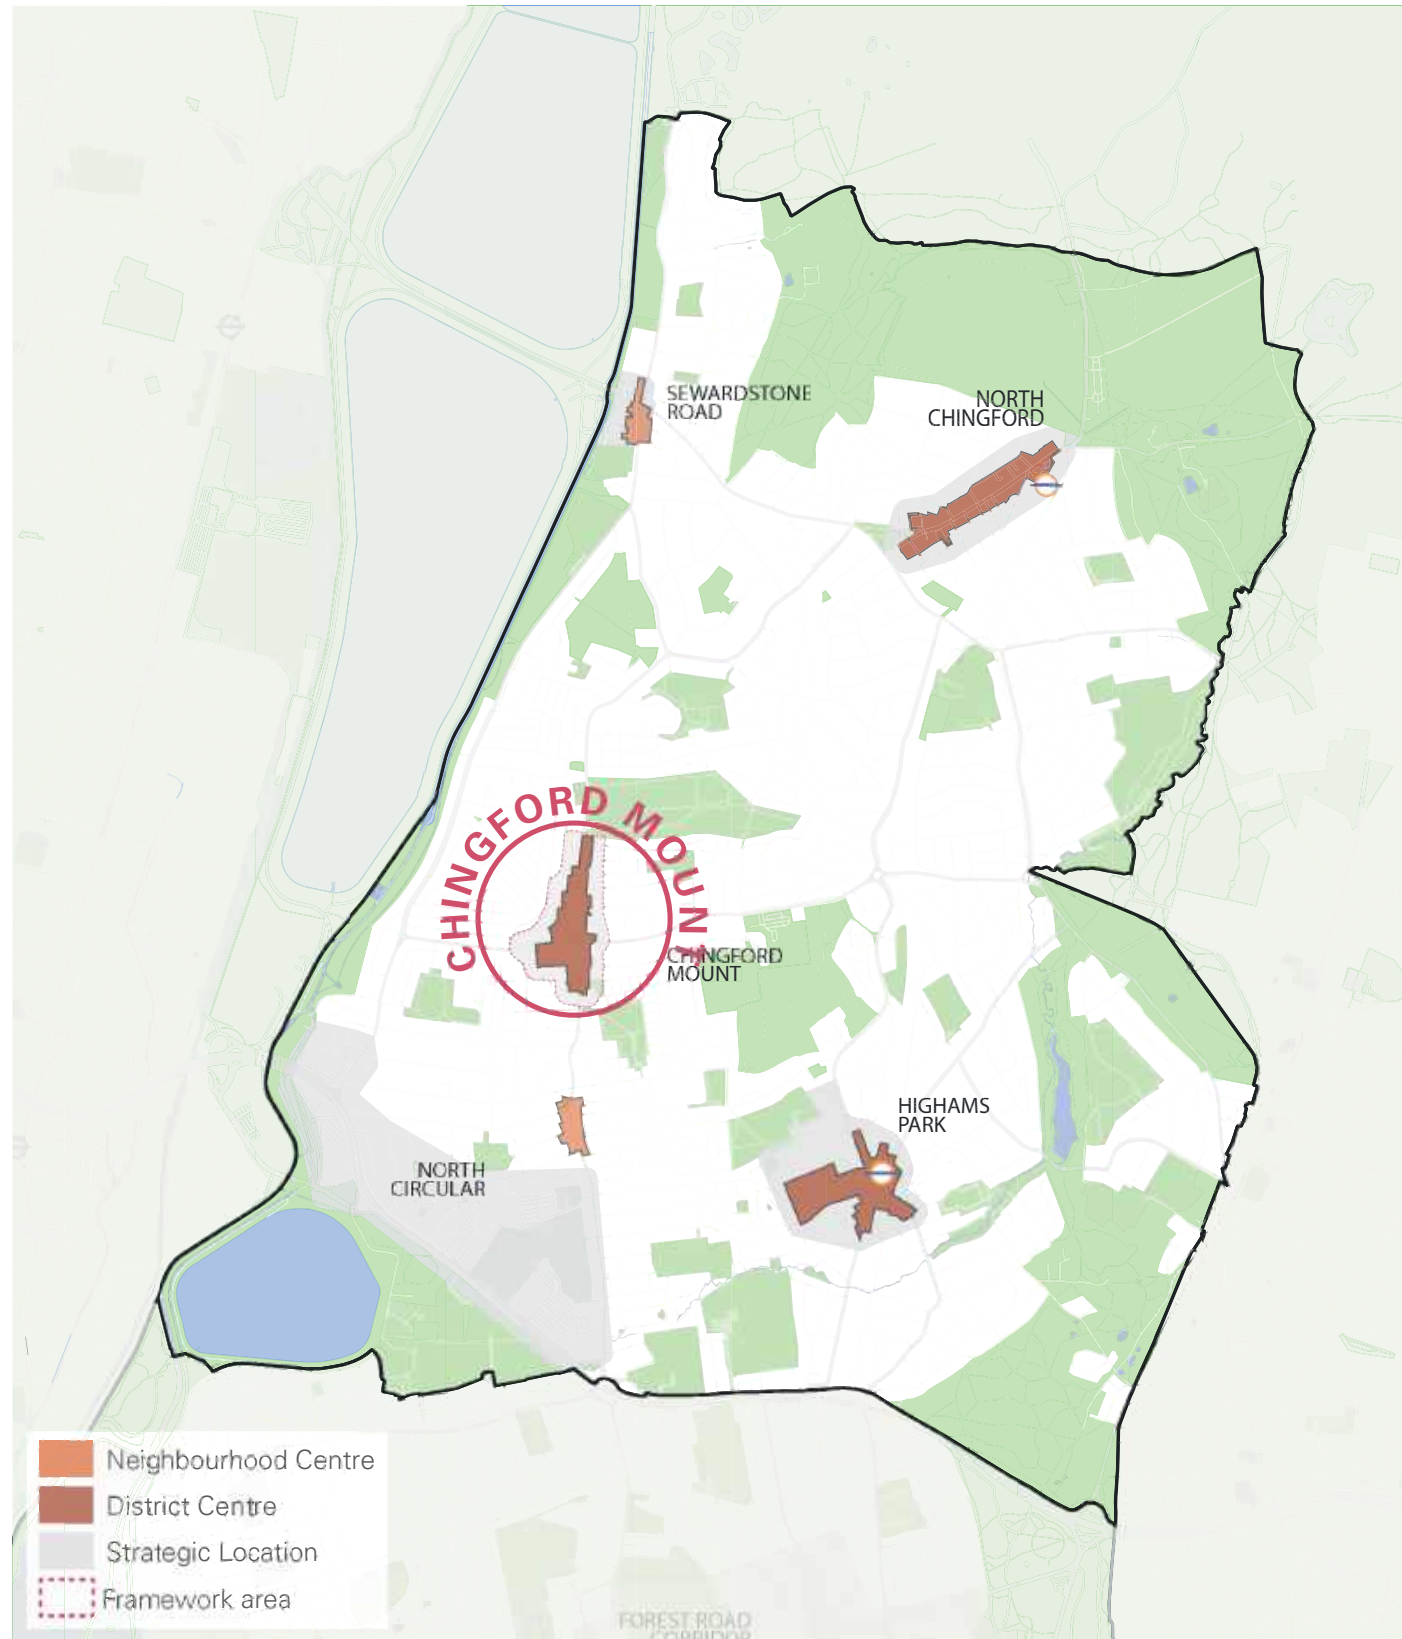 SEWARDSTONE
ROAD
NORTH
CHINGFORD
CHINGFORD MOUNT
CHINGFORD
MOUNT
HIGHAMS
PARK
NORTH
CIRCULAR
Neighbourhood Centre
District Centre
Strategic Location
Framework area
FOREST ROAD
CORRIDOR